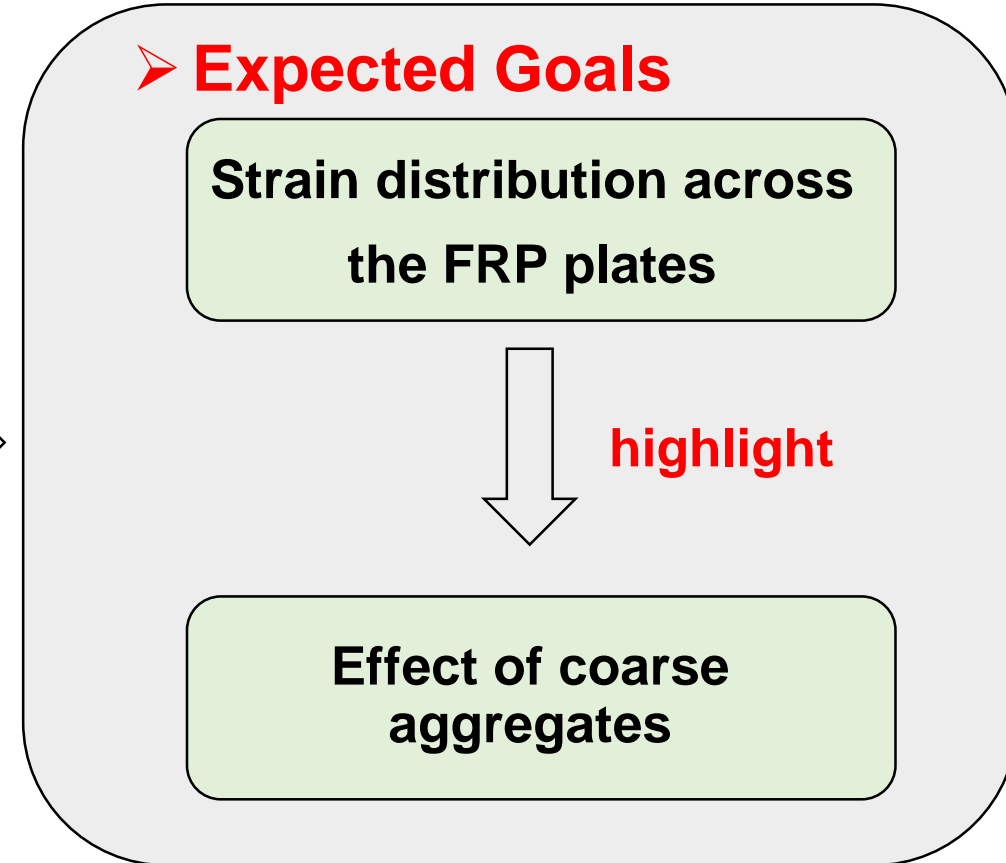 ➢ Expected Goals
Strain distribution across
the FRP plates
highlight
Effect of coarse
aggregates